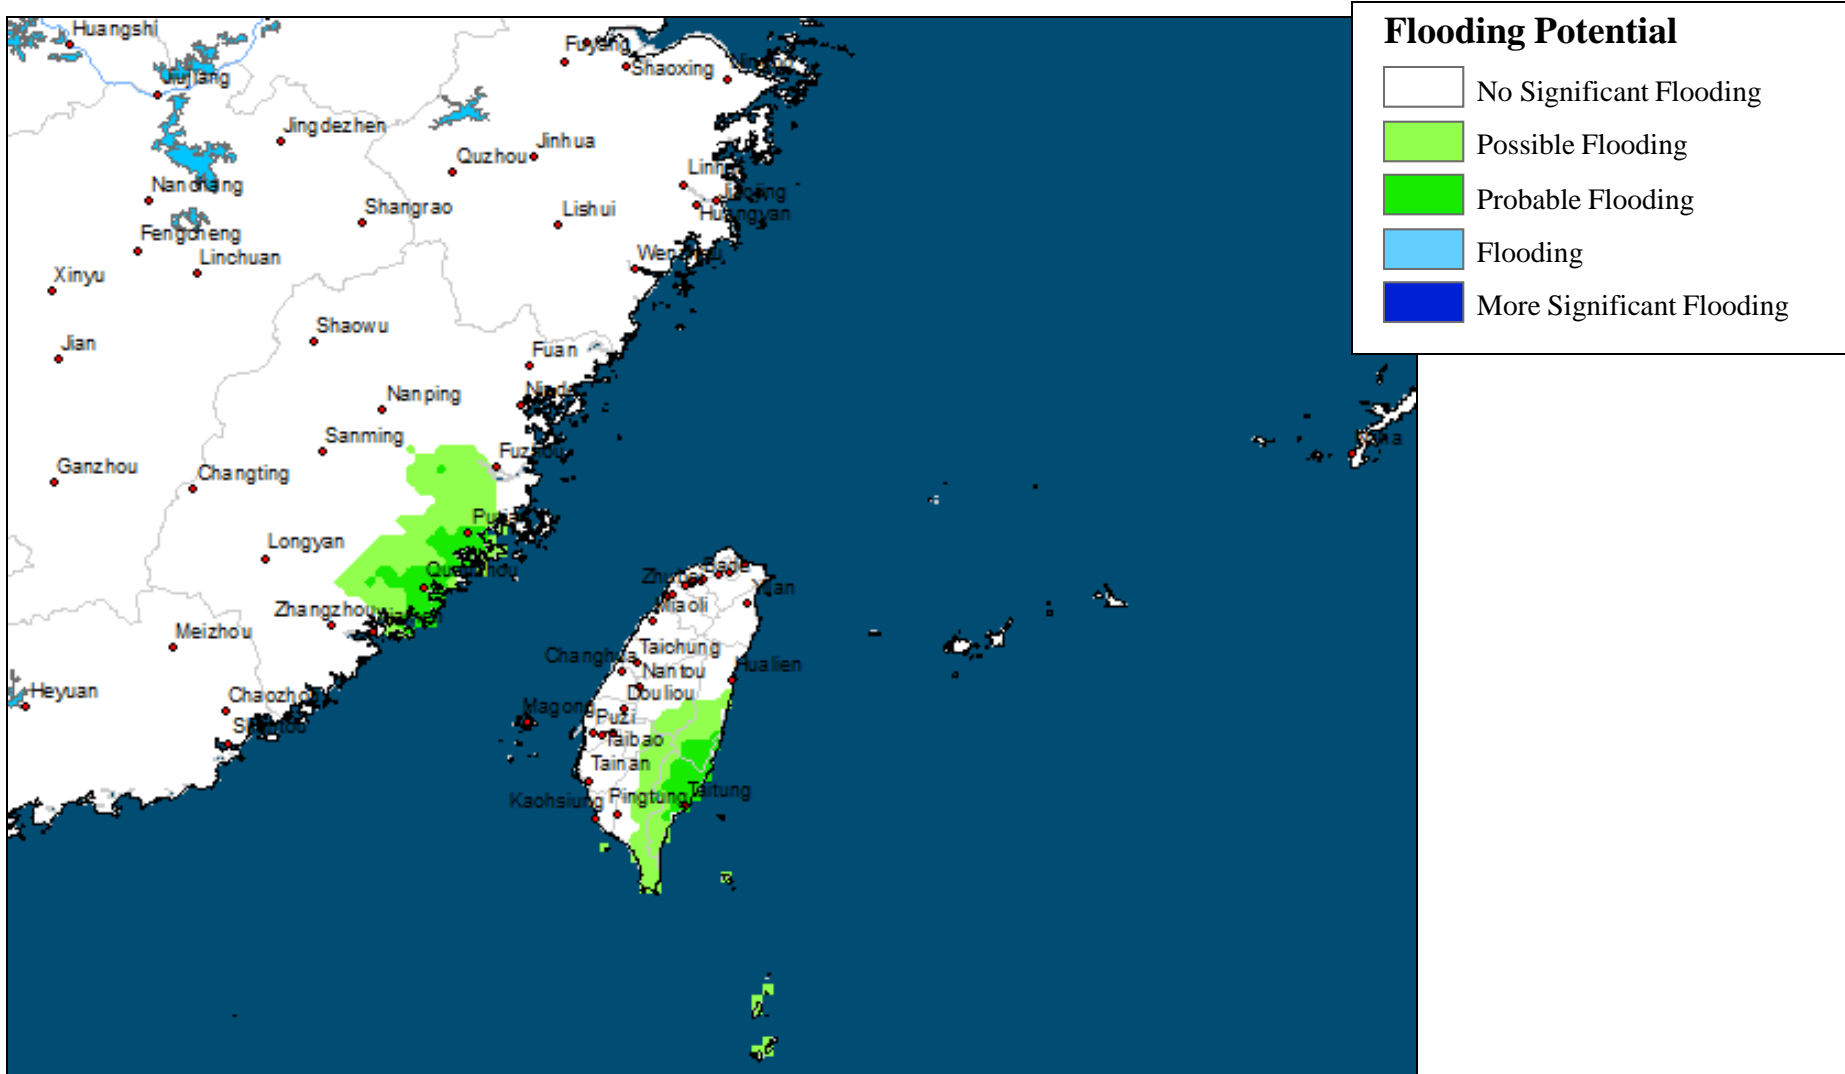 Flooding Potential
No Significant Flooding
Possible Flooding
Probable Flooding
Flooding
More Significant Flooding
Huangshi
Fuyang
Shaoxing
Jiujiang
Jingdezhen
Jinhua
Quzhou
Nanchang
Shangrao
Lishui
Huangyan
Fengcheng
Linchuan
Xinyu
Shaowu
Jian
Fuan
Nanping
Sanming
Ganzhou
Changting
Longyan
Zhangzhou
Meizhou
Miaoli
Taichung
Changhua
Nantou
Hualien
Heyuan
Douliou
Magong
Puzi
Taibao
Tainan
Kaohsiung
Pingtung
Taitung